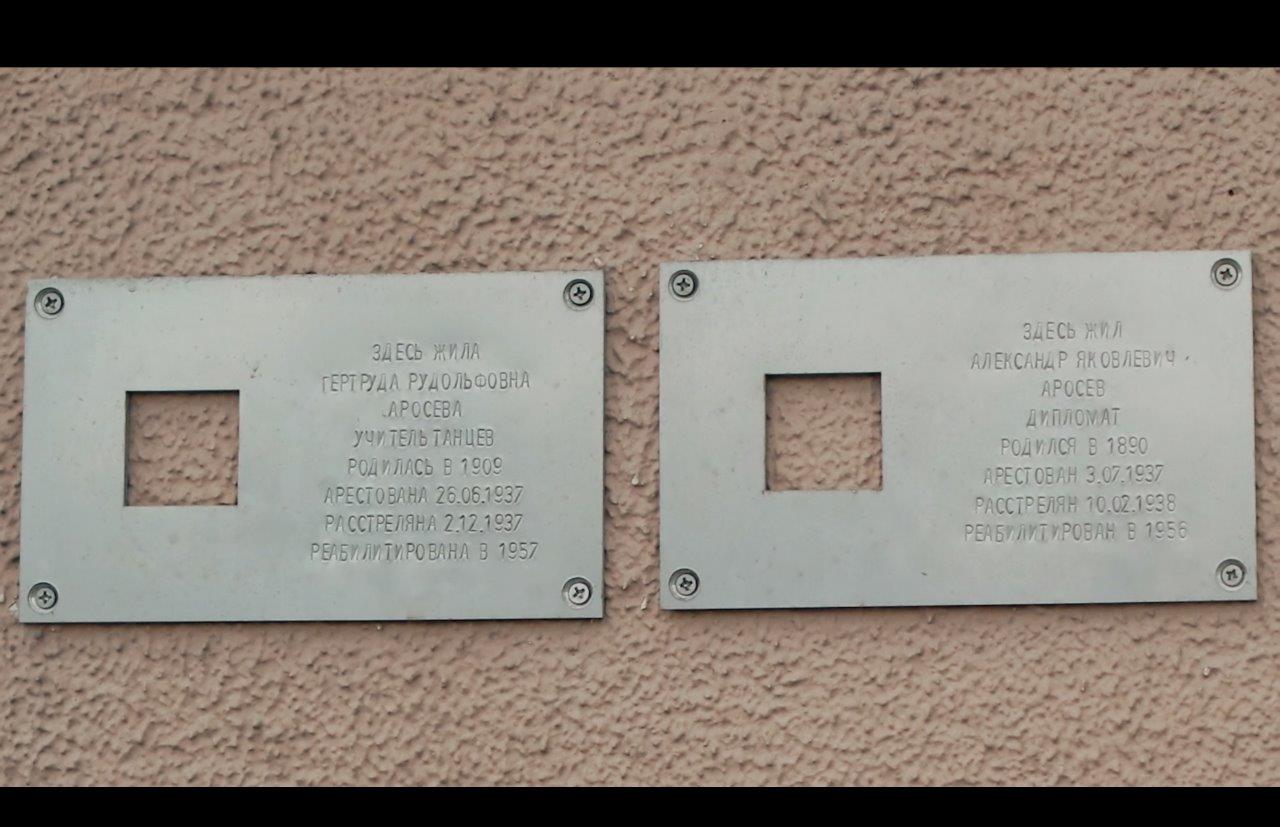 ЗДЕСЬ ЖИЛА
ГЕРТРУДА РУДОЛЬФОВНА
АРОСЕВА
УЧИТЕЛЬ ТАНЦЕВ
РОДИЛАСЬ В 1909
АРЕСТОВАНА 26.06.1937
РАССТРЕЛЯНА 2.12.1937
РЕАБИЛИТИРОВАНА В 1957
ЗДЕСЬ ЖИЛ
АЛЕКСАНДР ЯКОВЛЕВИЧ
АРОСЕВ
ДИПЛОМАТ
РОДИЛСЯ В 1890
АРЕСТОВАН 3.07.1937
РАССТРЕЛЯН 10.02.1938
РЕАБИЛИТИРОВАН В 1956